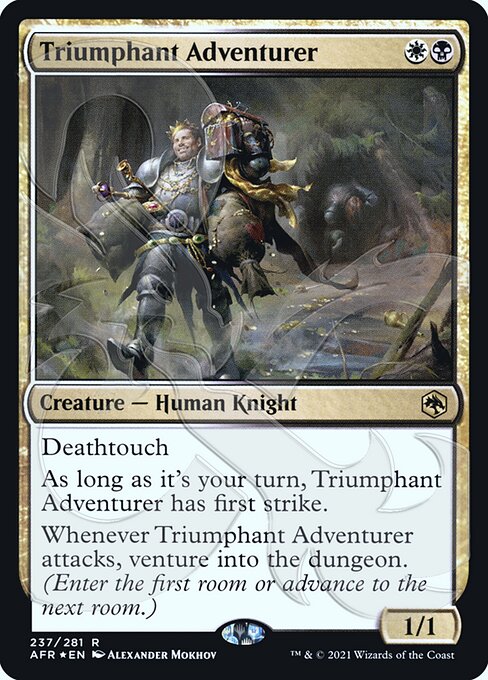 Triumphant Adventurer
Creature — Human Knight
Deathtouch
As long as it's your turn, Triumphant
Adventurer has first strike.
Whenever Triumphant Adventurer
attacks, venture into the dungeon.
(Enter the first room or advance to the
next room.)
1/1
237/281 R
AFR ★ EN Alexander Mokhov
™ & © 2021 Wizards of the Coast